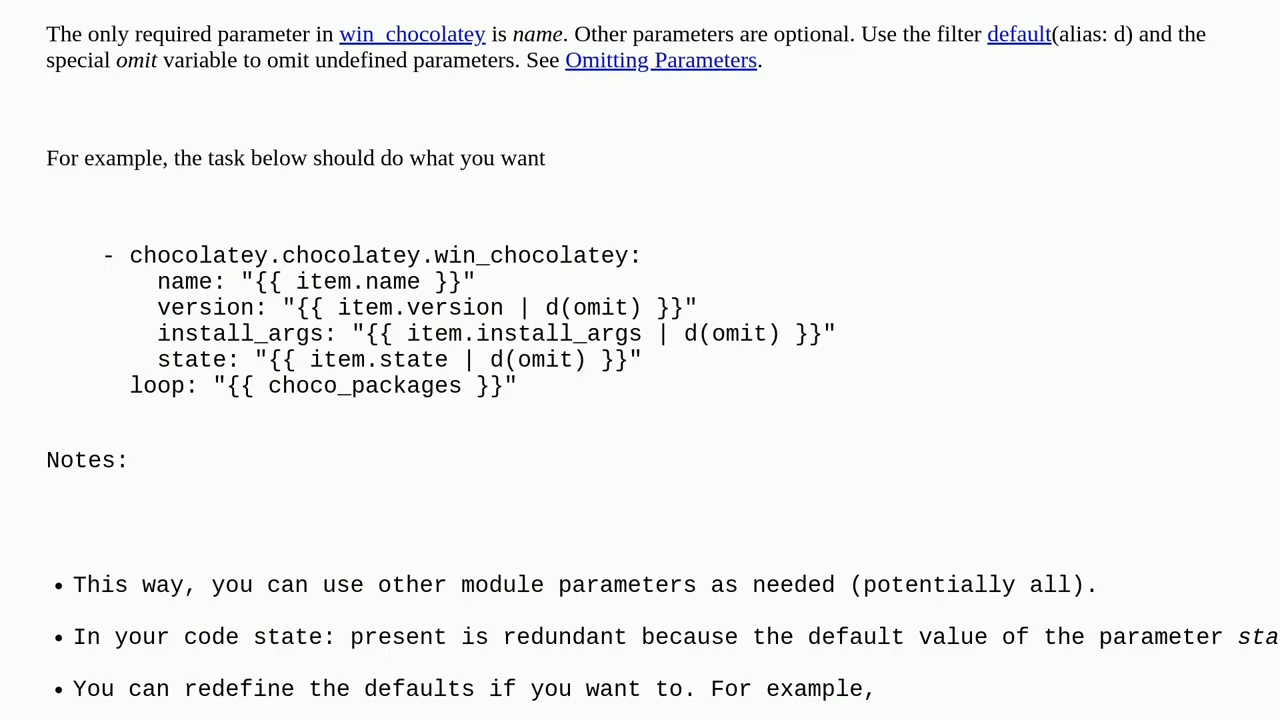 The only required parameter in win_chocolatey is name. Other parameters are optional. Use the filter default(alias: d) and the
special omit variable to omit undefined parameters. See Omitting Parameters.
For example, the task below should do what you want
- chocolatey.chocolatey.win_chocolatey:
    name: "{{ item.name }}"
    version: "{{ item.version | d(omit) }}"
    install_args: "{{ item.install_args | d(omit) }}"
    state: "{{ item.state | d(omit) }}"
  loop: "{{ choco_packages }}"
Notes:
• This way, you can use other module parameters as needed (potentially all).
• In your code state: present is redundant because the default value of the parameter sta
• You can redefine the defaults if you want to. For example,